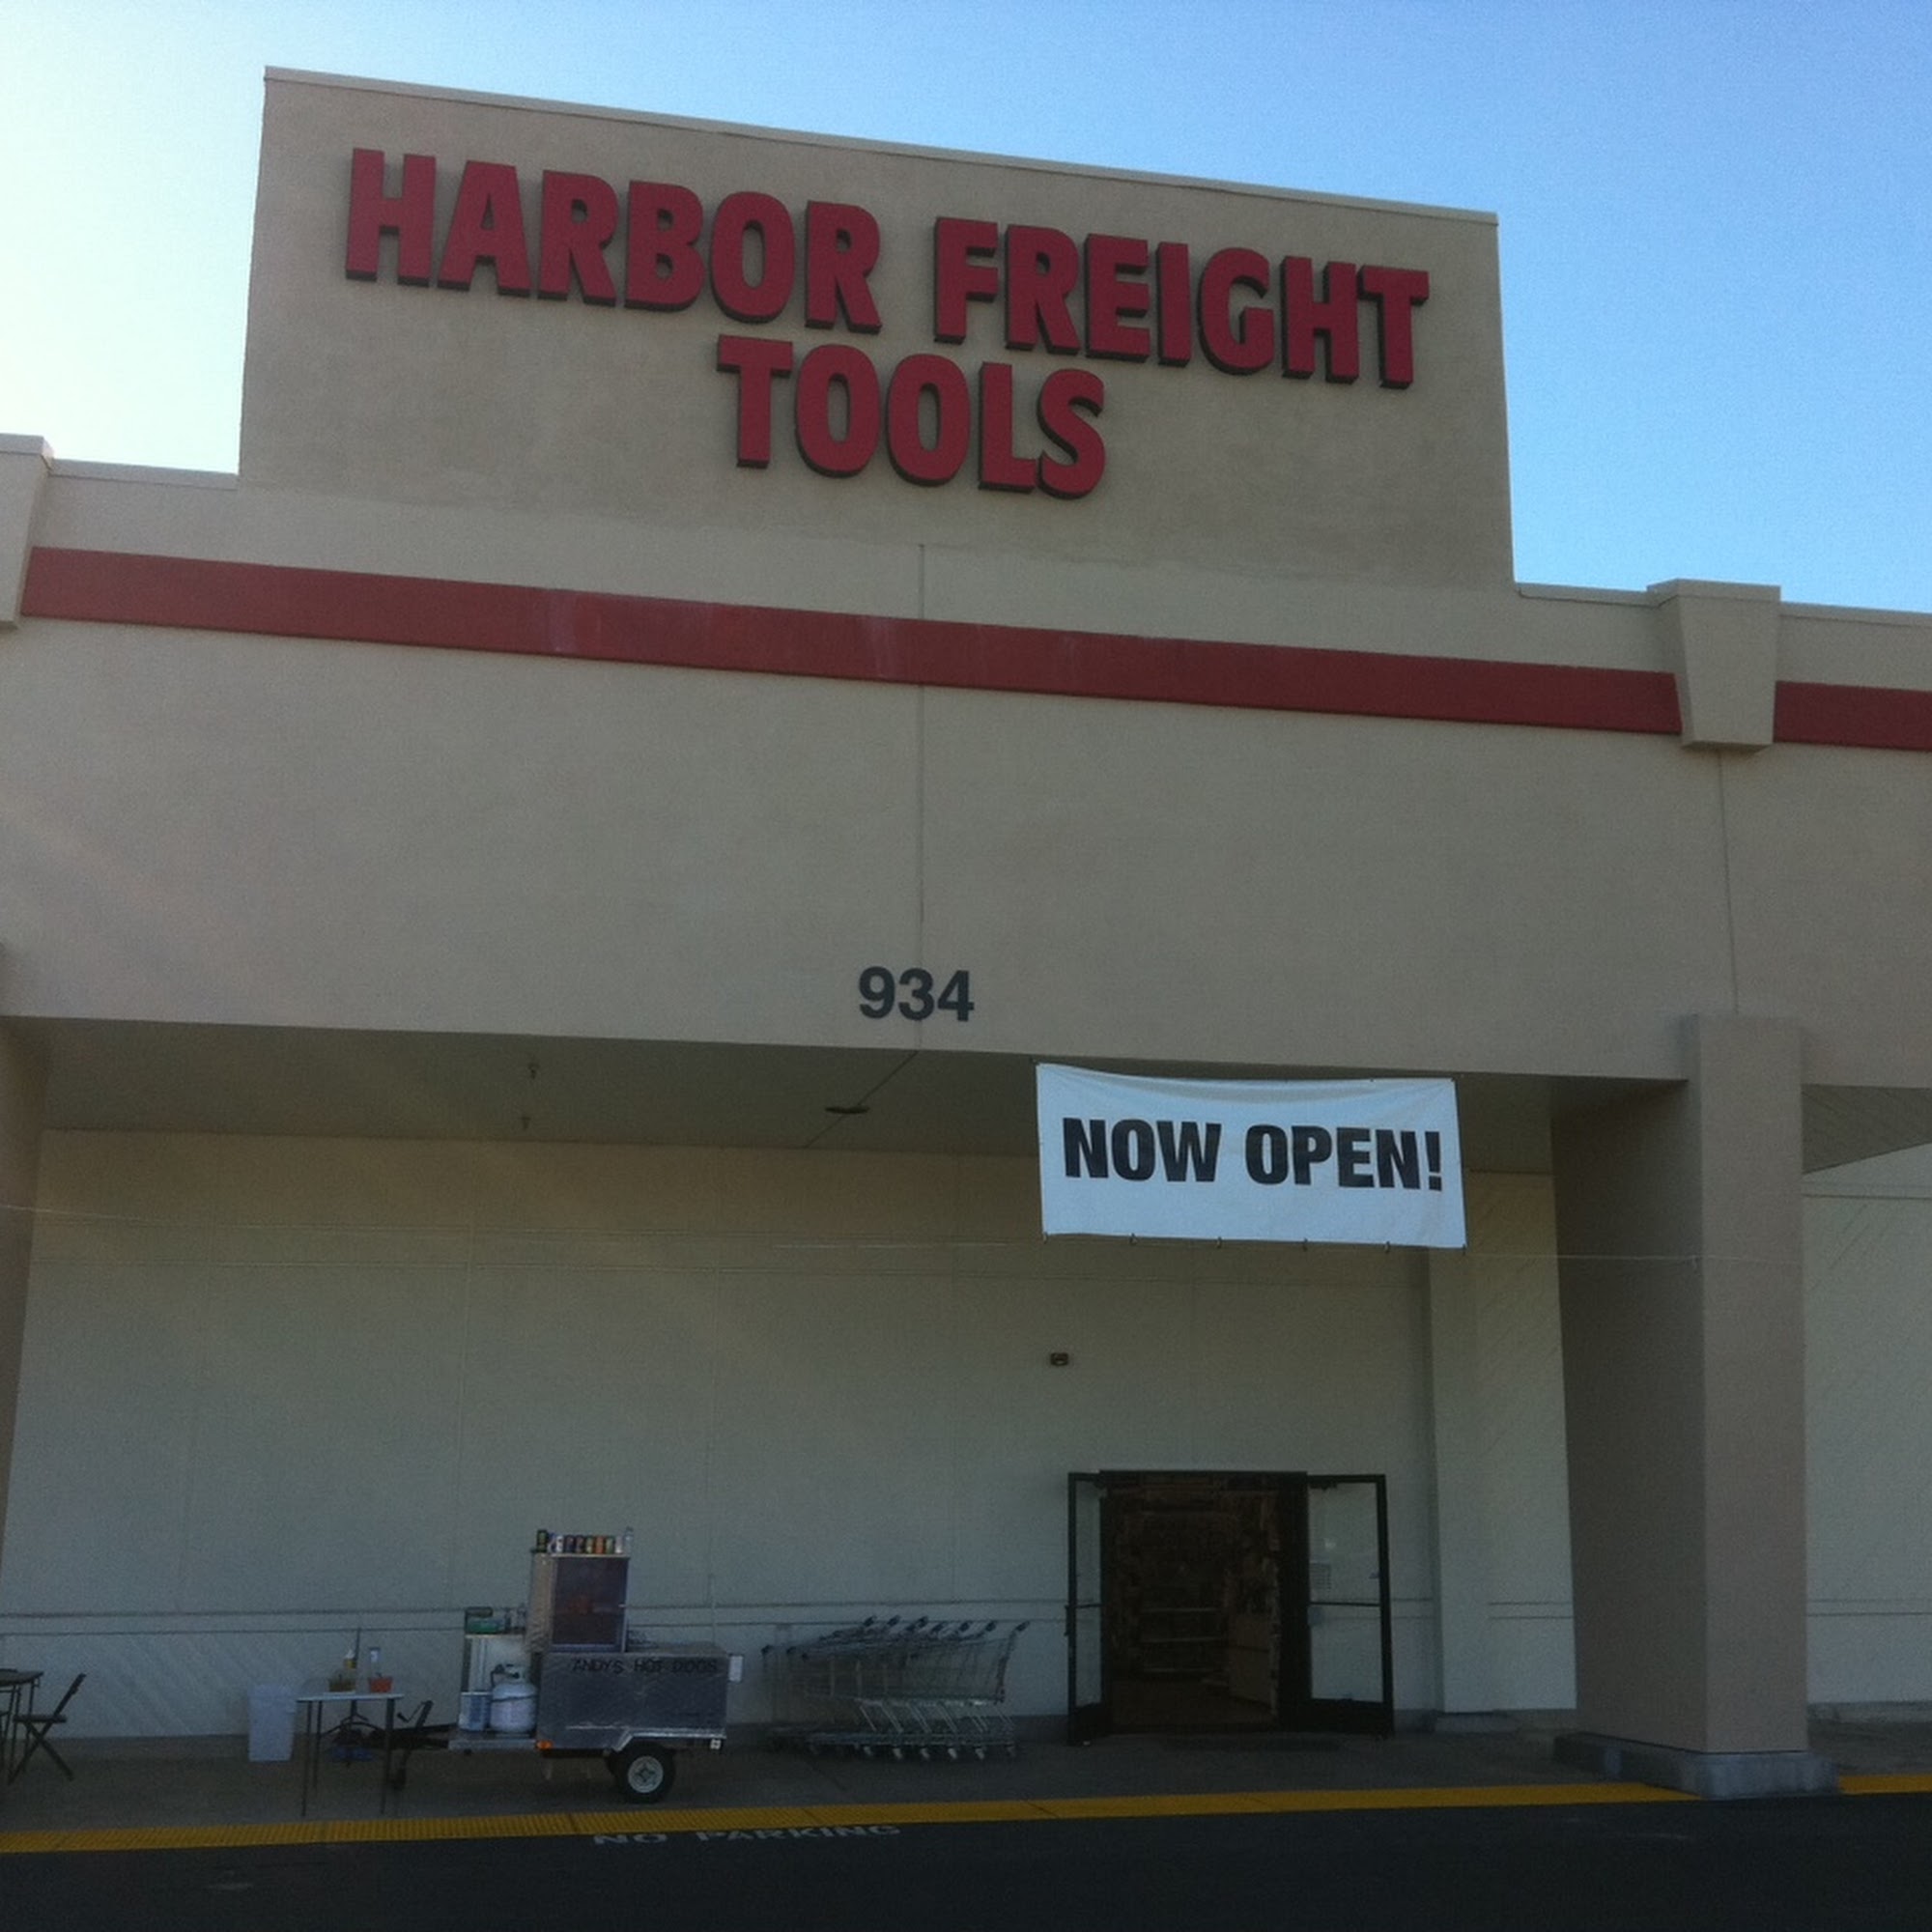 HARBOR FREIGHT
TOOLS
934
NOW OPEN!
ANDY'S HOT DOGS
NO PARKING